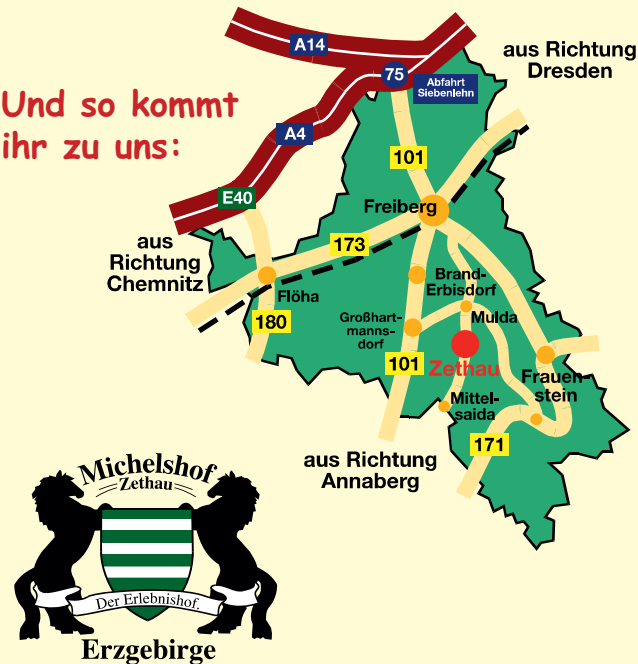 A14
aus Richtung
Dresden
75
Abfahrt
Siebenlehn
Und so kommt
ihr zu uns:
A4
101
E40
Freiberg
aus
Richtung
Chemnitz
173
Flöha
Brand-
Erbisdorf
180
Großhart-
manns-
dorf
Mulda
101
Zethau
Frauen-
stein
Mittel-
saida
171
aus Richtung
Annaberg
Michelshof
Zethau
Der Erlebnishof.
Erzgebirge